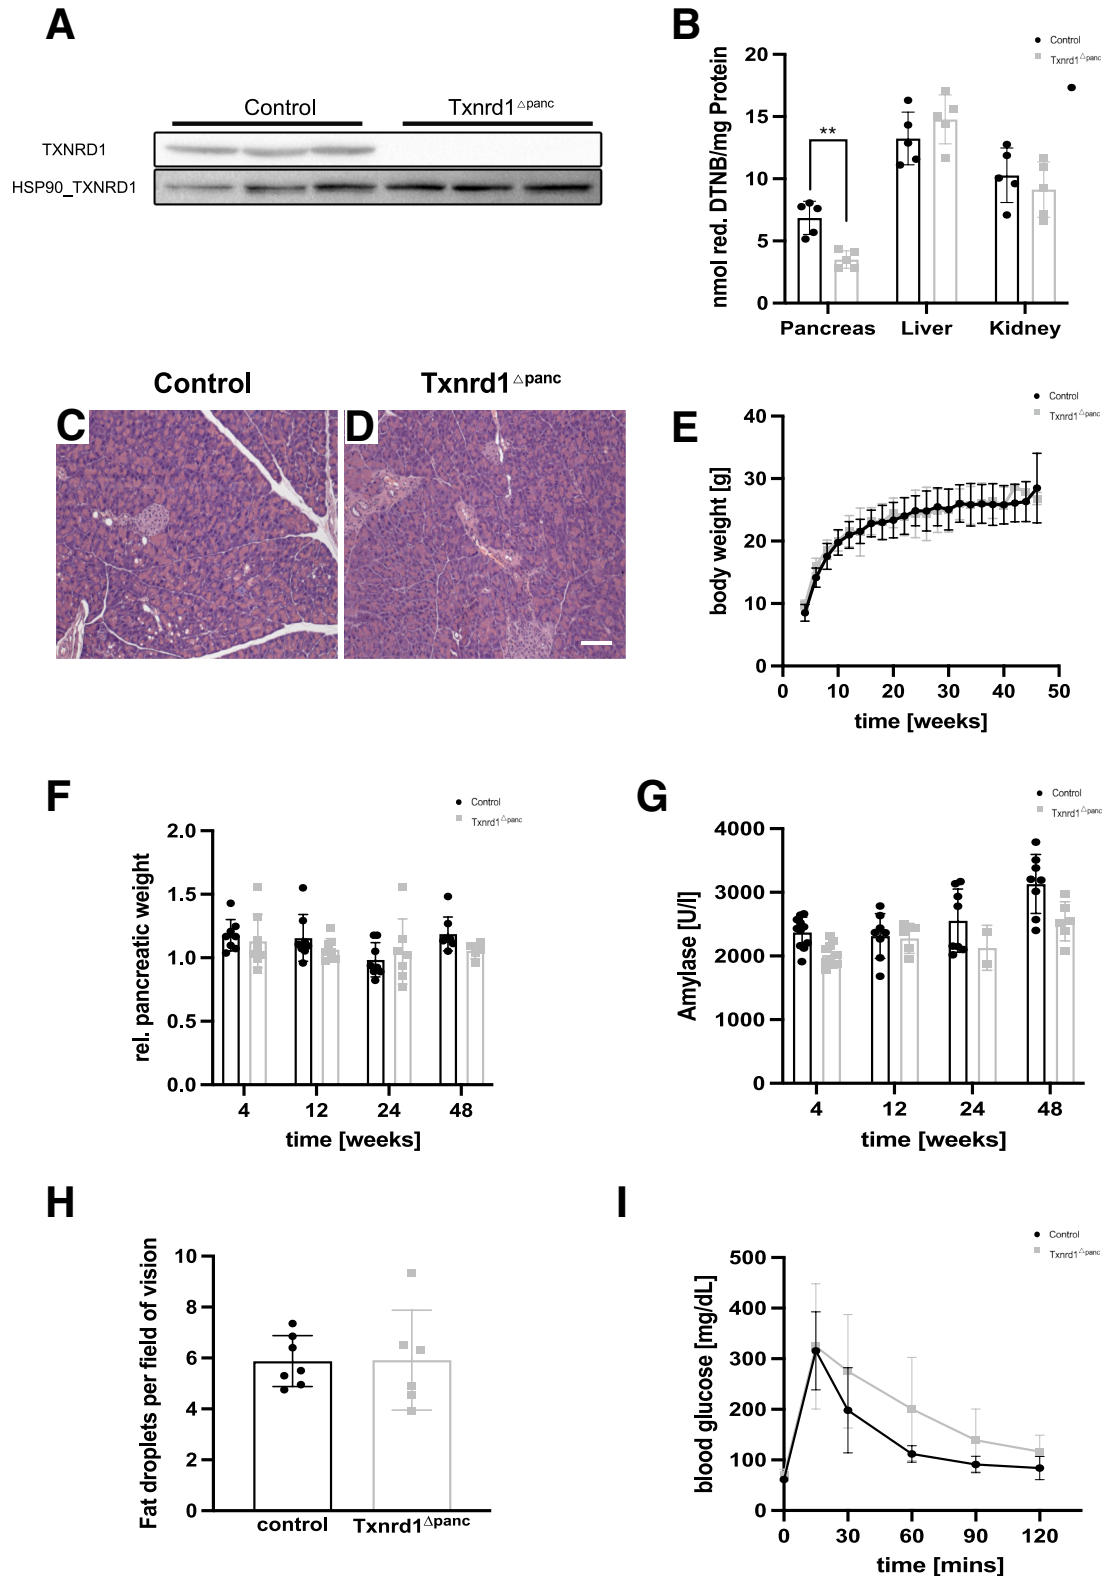 A
Control Txnrd1△panc
TXNRD1
HSP90_TXNRD1
B
Control
Txnrd1△panc
nmol red. DTNB/mg Protein
20
15
10
5
0
**
Pancreas Liver Kidney
Control Txnrd1△panc
C D
E
Control
Txnrd1△panc
body weight [g]
40
30
20
10
0
0 10 20 30 40 50
time [weeks]
F
Control
Txnrd1△panc
rel. pancreatic weight
2.0
1.5
1.0
0.5
0.0
4 12 24 48
time [weeks]
G
Control
Txnrd1△panc
Amylase [U/l]
4000
3000
2000
1000
0
4 12 24 48
time [weeks]
H
Fat droplets per field of vision
10
8
6
4
2
0
control Txnrd1Δpanc
I
Control
Txnrd1△panc
blood glucose [mg/dL]
500
400
300
200
100
0
0 30 60 90 120
time [mins]